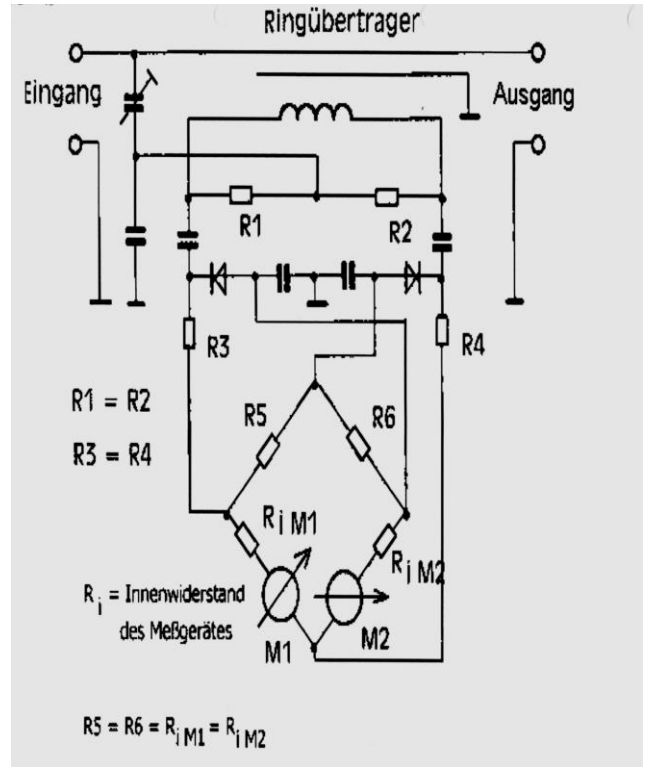 Ringübertrager
Eingang
Ausgang
R1
R2
R3
R4
R1 = R2
R3 = R4
R5
R6
R i M1
R i M2
R i = Innenwiderstand
des Meßgerätes
M1
M2
R5 = R6 = R i M1 = R i M2